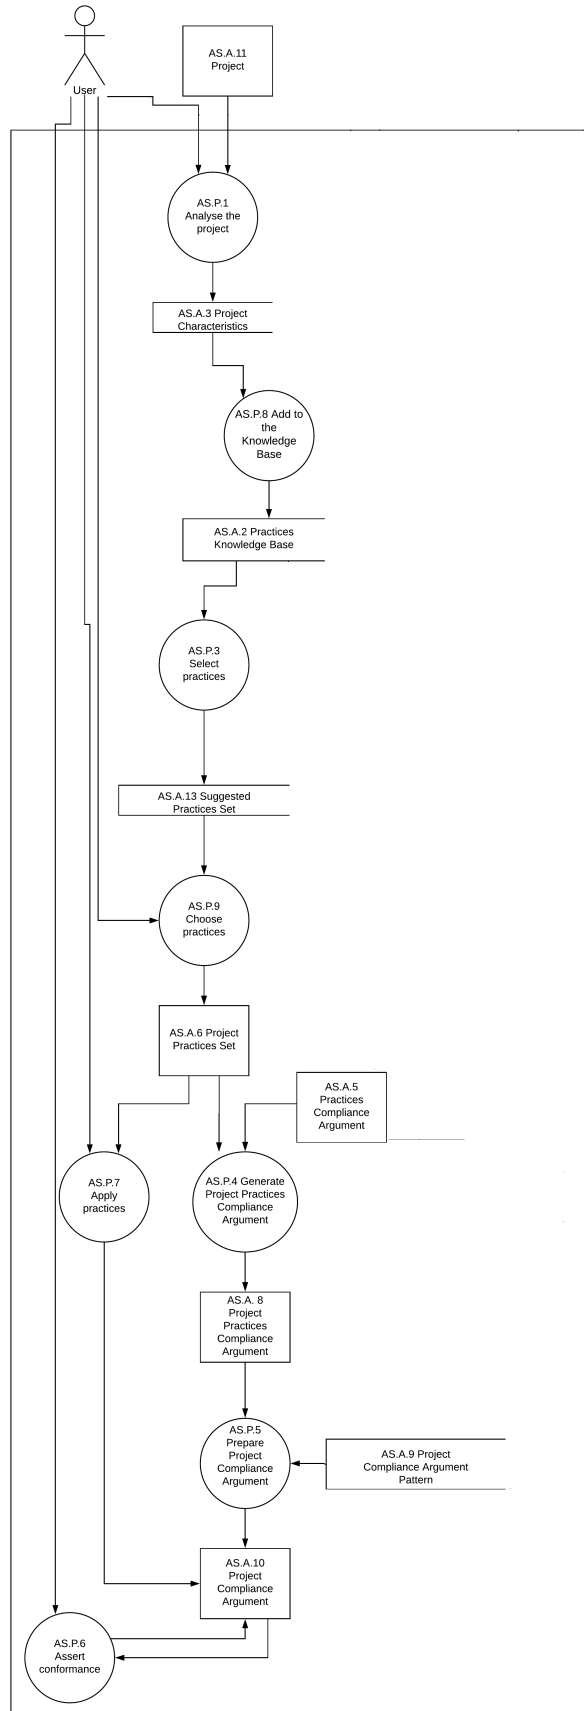 User
AS.A.11
Project
AS.P.1
Analyse the
project
AS.A.3 Project
Characteristics
AS.P.8 Add to
the
Knowledge
Base
AS.A.2 Practices
Knowledge Base
AS.P.3
Select
practices
AS.A.13 Suggested
Practices Set
AS.P.9
Choose
practices
AS.A.6 Project
Practices Set
AS.A.5
Practices
Compliance
Argument
AS.P.7
Apply
practices
AS.P.4 Generate
Project Practices
Compliance
Argument
AS.A. 8
Project
Practices
Compliance
Argument
AS.P.5
Prepare
Project
Compliance
Argument
AS.A.9 Project
Compliance Argument
Pattern
AS.A.10
Project
Compliance
Argument
AS.P.6
Assert
conformance